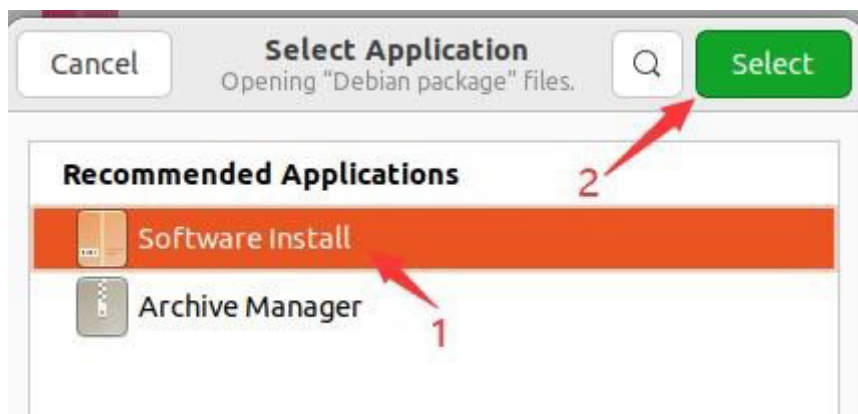 Cancel
Select Application
Opening "Debian package" files.
Select
Recommended Applications
2
Software Install
Archive Manager
1